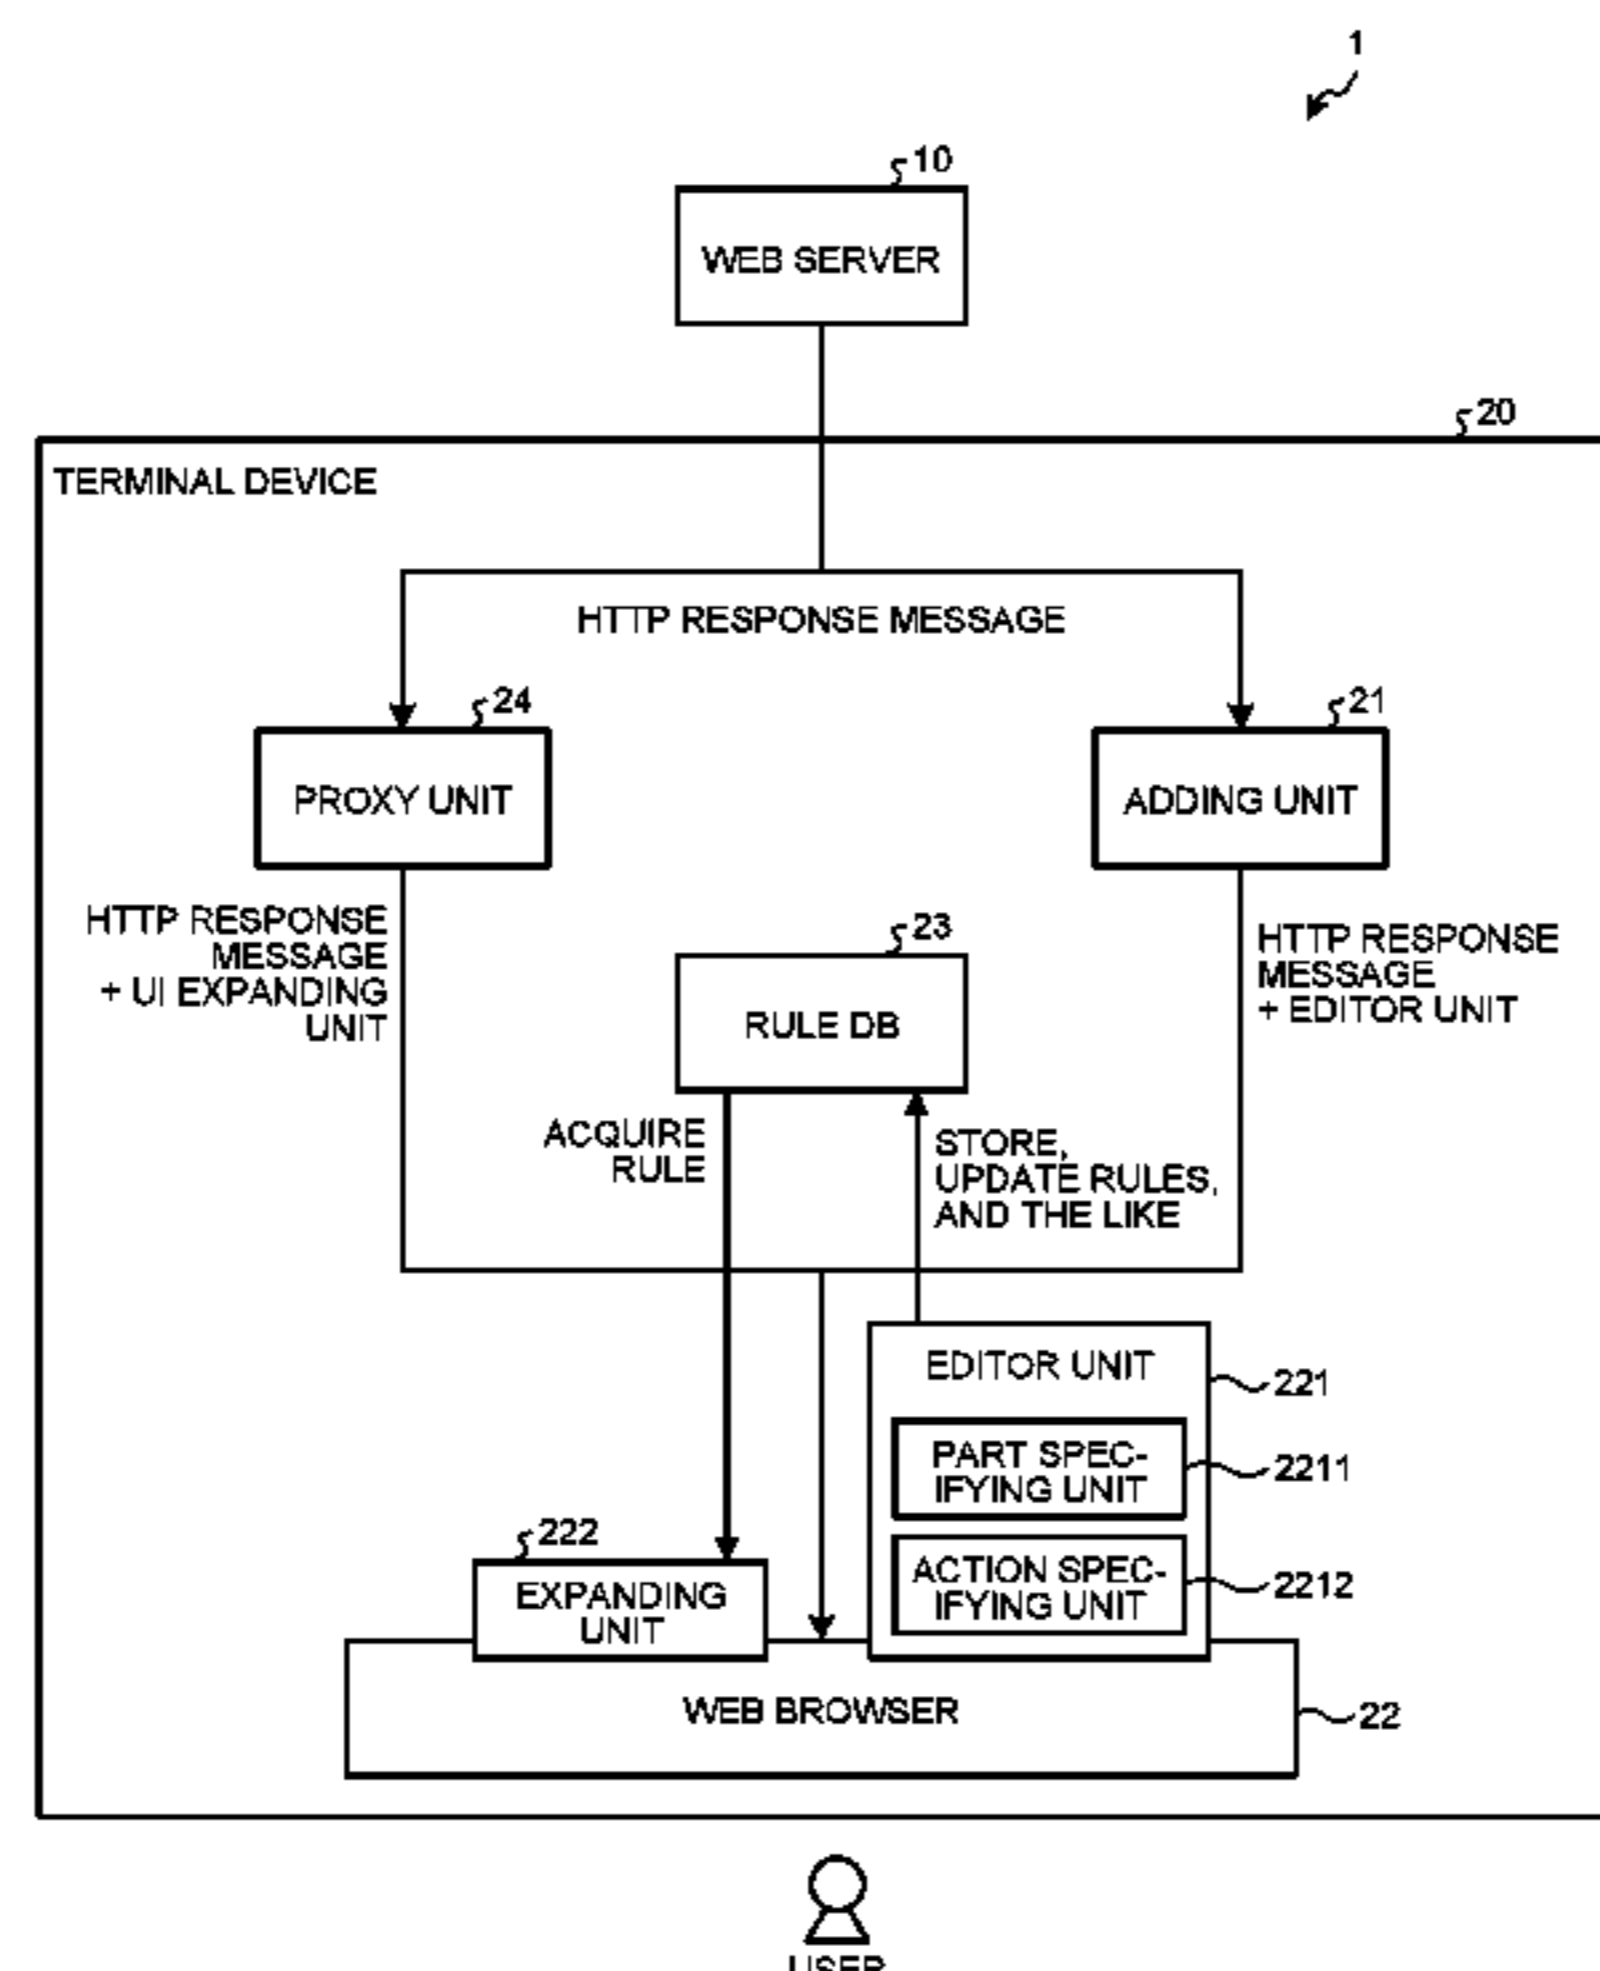 1
10
WEB SERVER
20
TERMINAL DEVICE
HTTP RESPONSE MESSAGE
24
21
PROXY UNIT
ADDING UNIT
HTTP RESPONSE
MESSAGE
+ UI EXPANDING
UNIT
23
RULE DB
HTTP RESPONSE
MESSAGE
+ EDITOR UNIT
ACQUIRE
RULE
STORE,
UPDATE RULES,
AND THE LIKE
EDITOR UNIT
221
PART SPEC-
IFYING UNIT
2211
222
EXPANDING
UNIT
ACTION SPEC-
IFYING UNIT
2212
WEB BROWSER
22
USER